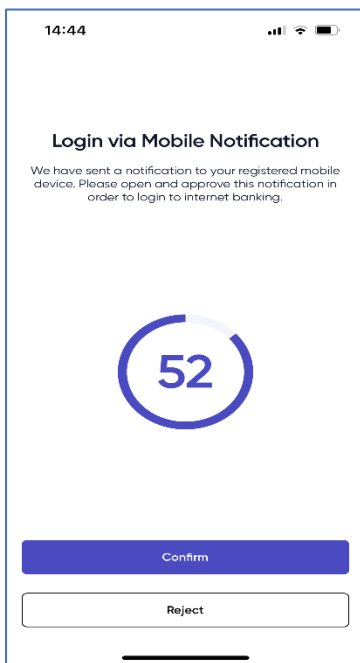 14:44
Login via Mobile Notification
We have sent a notification to your registered mobile
device. Please open and approve this notification in
order to login to internet banking.
52
Confirm
Reject